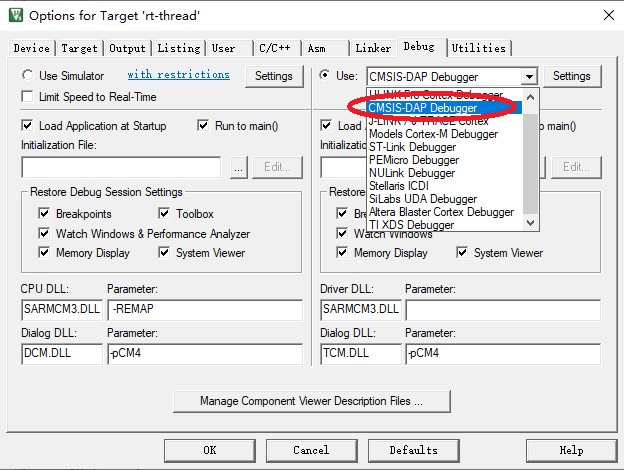 Options for Target 'rt-thread'
Device Target Output Listing User C/C++ Asm Linker Debug Utilities
Use Simulator with restrictions Settings
Use: CMSIS-DAP Debugger Settings
Limit Speed to Real-Time
ULINK Pro Cortex Debugger
CMSIS-DAP Debugger
J-LINK / J-TRACE Cortex
Models Cortex-M Debugger
ST-Link Debugger
PEMicro Debugger
NULink Debugger
Stellaris ICDI
SiLabs UDA Debugger
Altera Blaster Cortex Debugger
TI XDS Debugger
Load Application at Startup Run to main()
Initialization File:
... Edit...
Restore Debug Session Settings
Breakpoints Toolbox
Watch Windows & Performance Analyzer
Memory Display System Viewer
Load to main()
Initialization
... Edit...
Restore
Watch Windows
Memory Display System Viewer
CPU DLL: Parameter:
SARMCM3.DLL -REMAP
Dialog DLL: Parameter:
DCM.DLL -pCM4
Driver DLL: Parameter:
SARMCM3.DLL
Dialog DLL: Parameter:
TCM.DLL -pCM4
Manage Component Viewer Description Files ...
OK Cancel Defaults Help